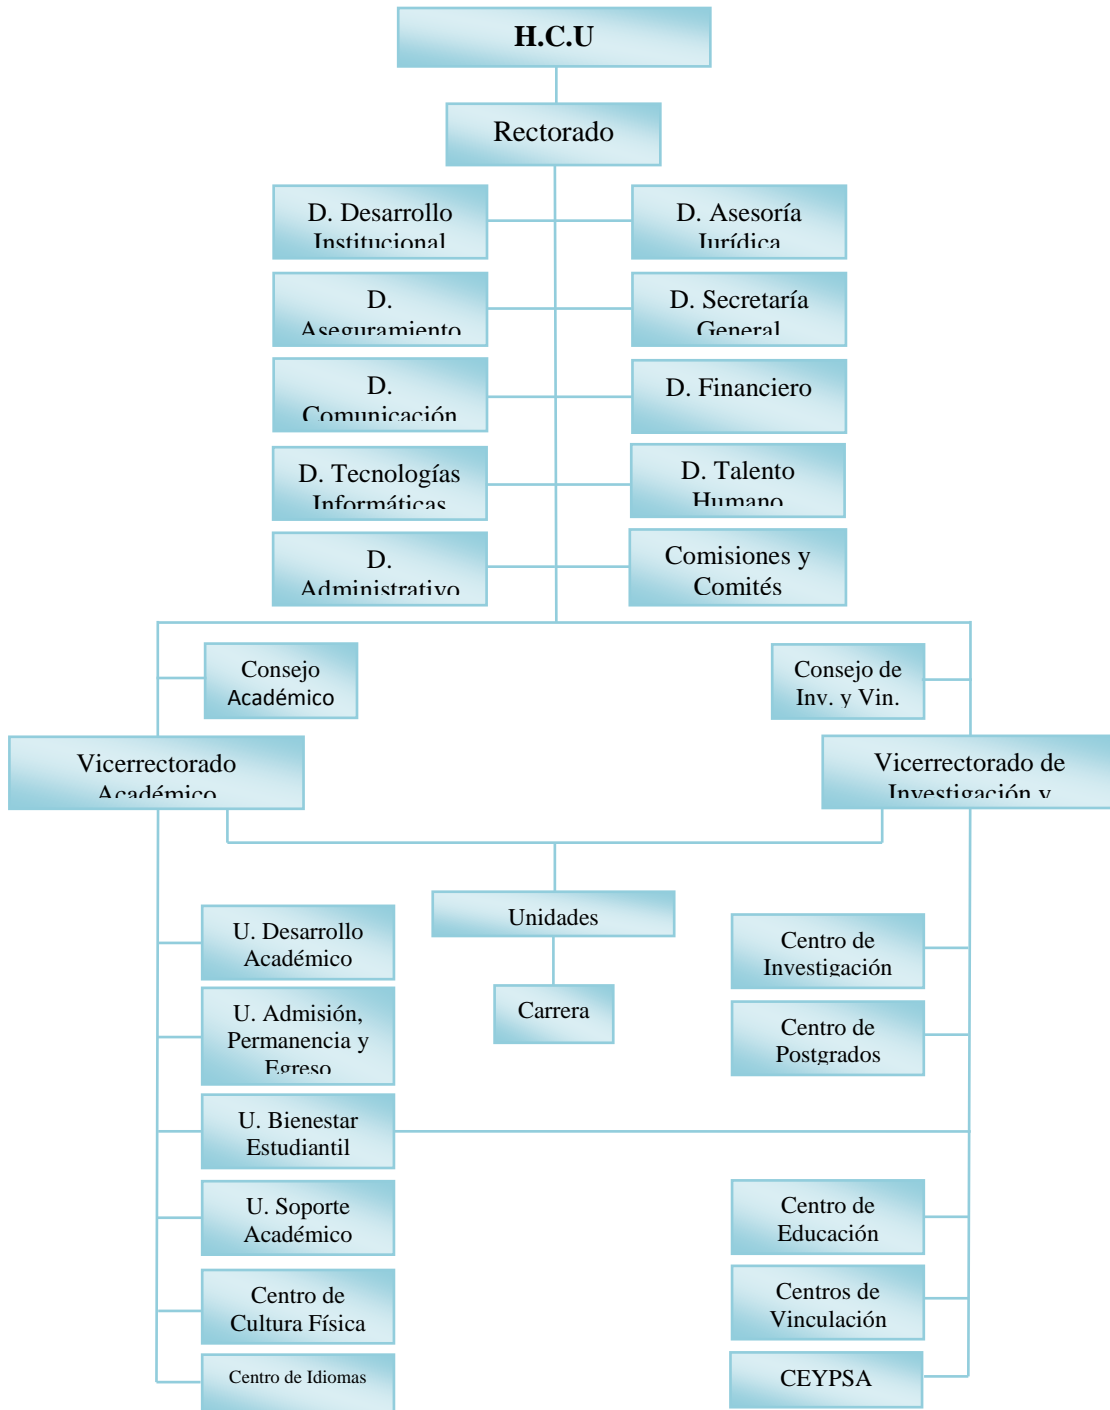 H.C.U
Rectorado
D. Desarrollo
Institucional
D. Asesoría
Jurídica
D.
Aseguramiento
D. Secretaría
General
D.
Comunicación
D. Financiero
D. Tecnologías
Informáticas
D. Talento
Humano
D.
Administrativo
Comisiones y
Comités
Consejo
Académico
Consejo de
Inv. y Vin.
Vicerrectorado
Académico
Vicerrectorado de
Investigación y
Unidades
Carrera
U. Desarrollo
Académico
U. Admisión,
Permanencia y
Egreso
U. Bienestar
Estudiantil
U. Soporte
Académico
Centro de
Cultura Física
Centro de Idiomas
Centro de
Investigación
Centro de
Postgrados
Centro de
Educación
Centros de
Vinculación
CEYPSA